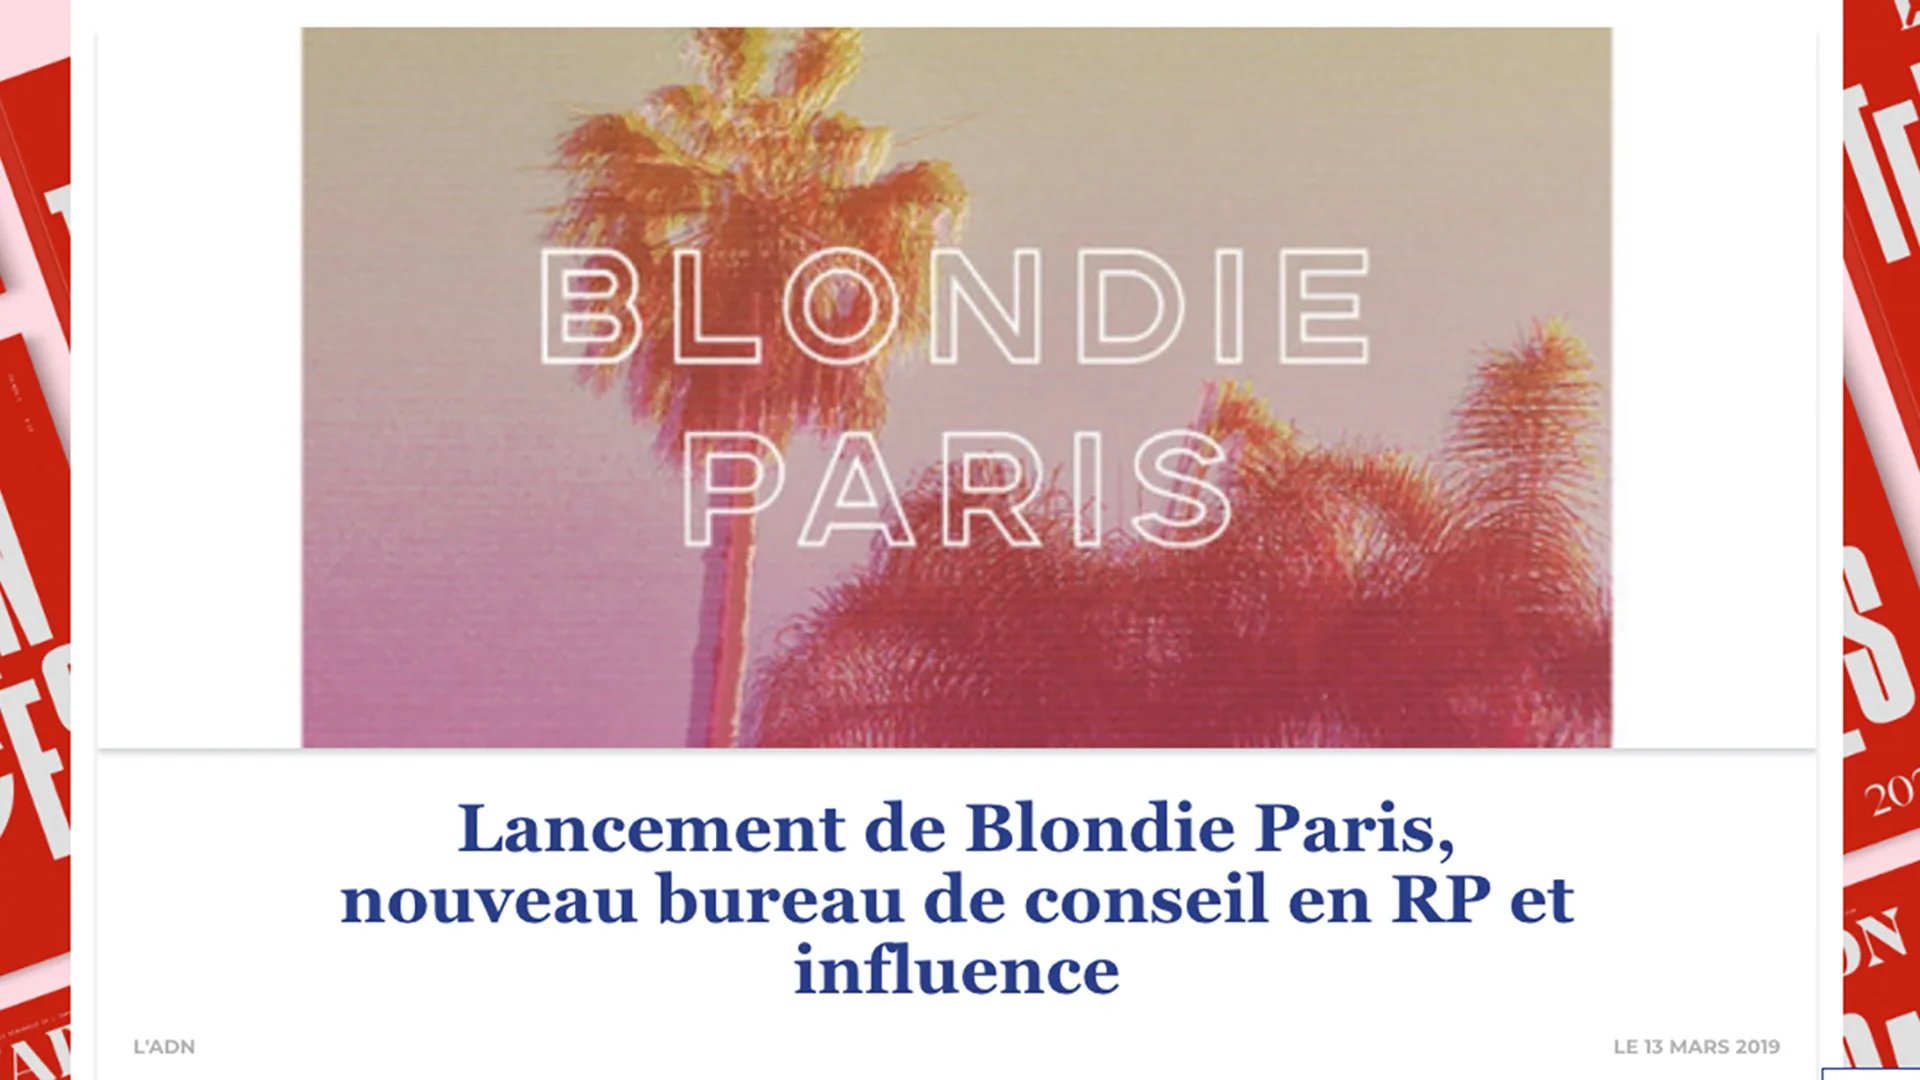 BLONDIE
PARIS
Lancement de Blondie Paris,
nouveau bureau de conseil en RP et
influence
L'ADN
LE 13 MARS 2019